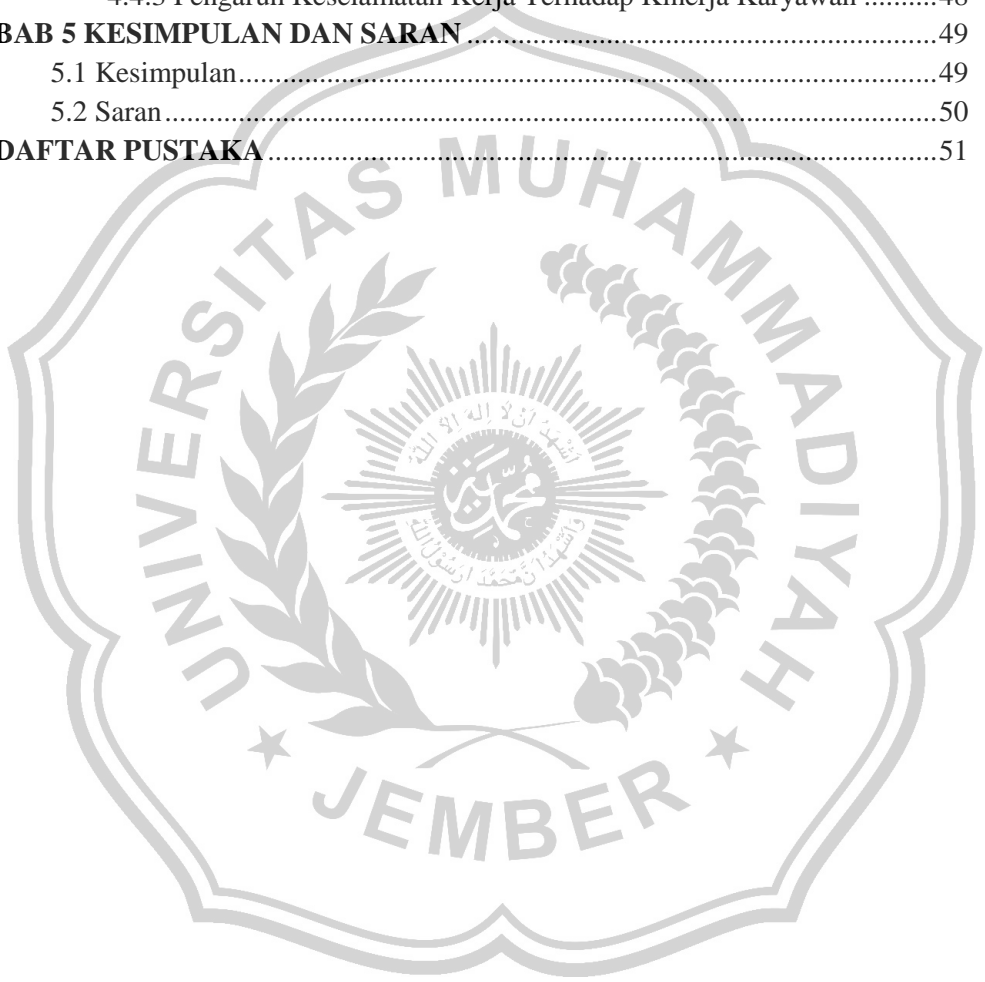 4.4.3 Pengaruh Keselamatan Kerja Terhadap Kinerja Karyawan ..........48
BAB 5 KESIMPULAN DAN SARAN................................................................49
5.1 Kesimpulan...............................................................................................49
5.2 Saran.........................................................................................................50
DAFTAR PUSTAKA...........................................................................................51
UNIVERSITAS MUHAMMADIYAH
JEMBER